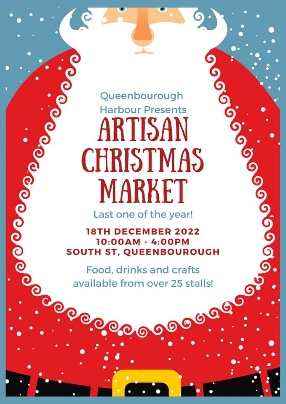 Queenbourough
Harbour Presents
ARTISAN
CHRISTMAS
MARKET
Last one of the year!
18TH DECEMBER 2022
10:00AM - 4:00PM
SOUTH ST, QUEENBOROUGH
Food, drinks and crafts
available from over 25 stalls!